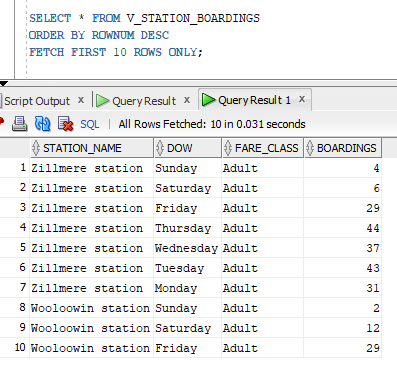 SELECT * FROM V_STATION_BOARDINGS
ORDER BY ROWNUM DESC
FETCH FIRST 10 ROWS ONLY;
Script Output x Query Result x Query Result 1 x
SQL | All Rows Fetched: 10 in 0.031 seconds
STATION_NAME DOW FARE_CLASS BOARDINGS
1 Zillmere station Sunday Adult 4
2 Zillmere station Saturday Adult 6
3 Zillmere station Friday Adult 29
4 Zillmere station Thursday Adult 44
5 Zillmere station Wednesday Adult 37
6 Zillmere station Tuesday Adult 43
7 Zillmere station Monday Adult 31
8 Wooloowin station Sunday Adult 2
9 Wooloowin station Saturday Adult 12
10 Wooloowin station Friday Adult 29